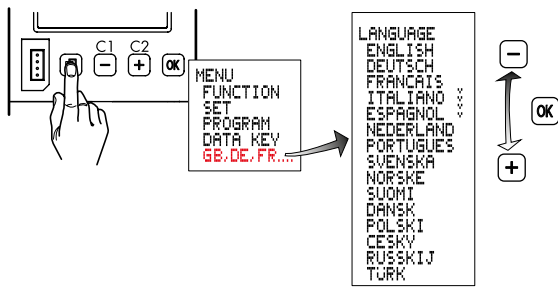 C1 C2
− + OK
MENU
FUNCTION
SET
PROGRAM
DATA KEY
GB,DE,FR....
LANGUAGE
ENGLISH
DEUTSCH
FRANCAIS
ITALIANO
ESPAGNOL
NEDERLAND
PORTUGUES
SVENSKA
NORSKE
SUOMI
DANSK
POLSKI
CESKY
RUSSKIJ
TURK
−
OK
+